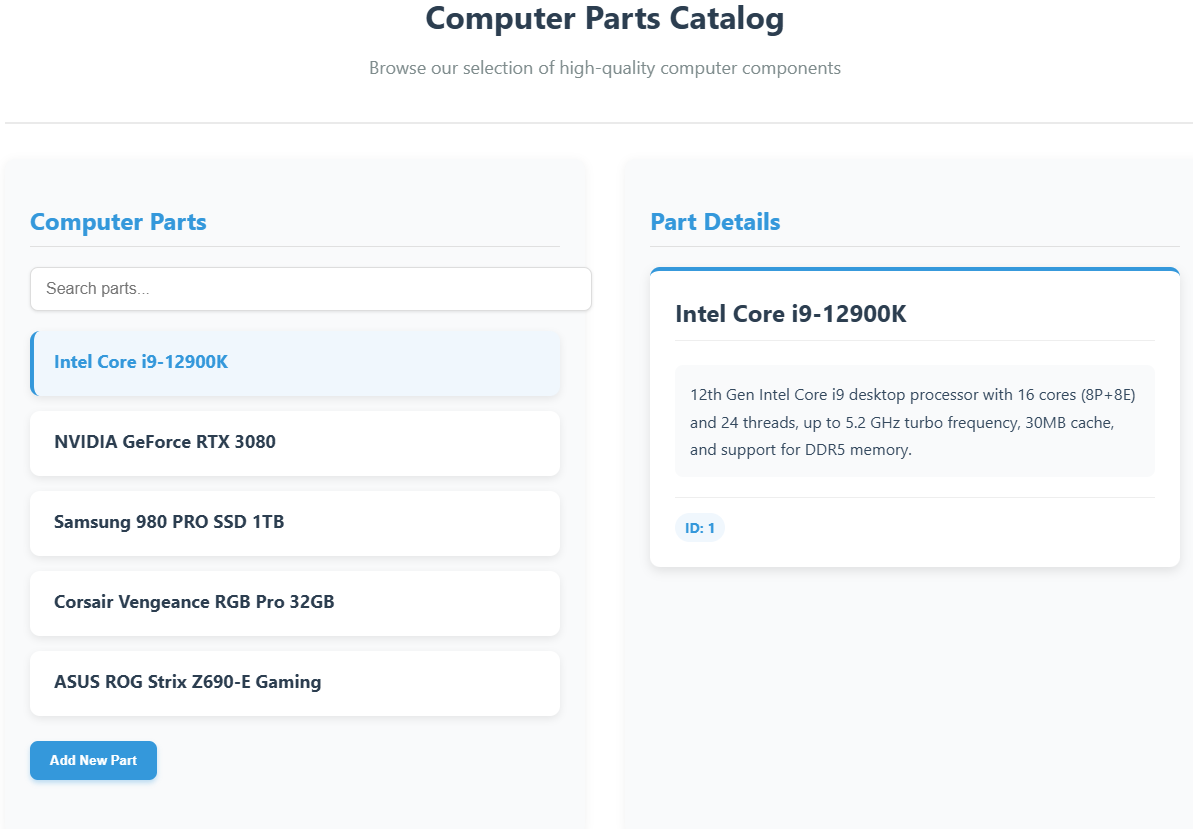 Computer Parts Catalog
Browse our selection of high-quality computer components
Computer Parts
Search parts...
Intel Core i9-12900K
NVIDIA GeForce RTX 3080
Samsung 980 PRO SSD 1TB
Corsair Vengeance RGB Pro 32GB
ASUS ROG Strix Z690-E Gaming
Add New Part
Part Details
Intel Core i9-12900K
12th Gen Intel Core i9 desktop processor with 16 cores (8P+8E)
and 24 threads, up to 5.2 GHz turbo frequency, 30MB cache,
and support for DDR5 memory.
ID: 1